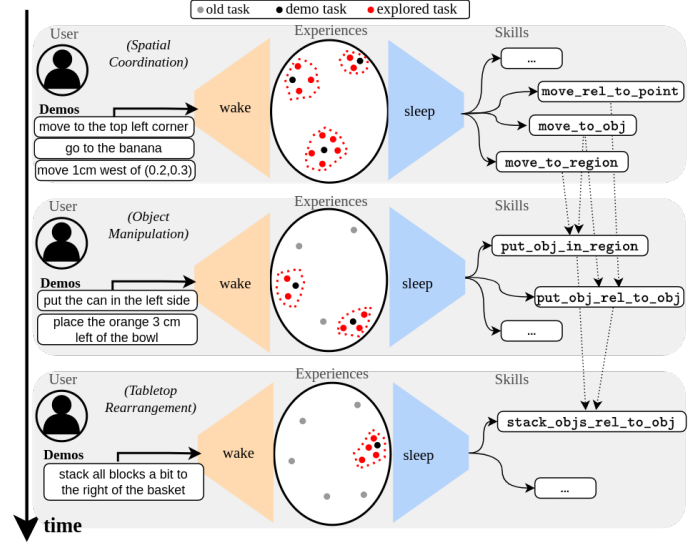 old task
demo task
explored task
User
(Spatial
Coordination)
Experiences
Skills
Demos
move to the top left corner
go to the banana
move 1cm west of (0.2,0.3)
wake
sleep
...
move_rel_to_point
move_to_obj
move_to_region
User
(Object
Manipulation)
Experiences
Skills
Demos
put the can in the left side
place the orange 3 cm
left of the bowl
wake
sleep
put_obj_in_region
put_obj_rel_to_obj
...
User
(Tabletop
Rearrangement)
Experiences
Skills
Demos
stack all blocks a bit to
the right of the basket
wake
sleep
stack_objs_rel_to_obj
...
time